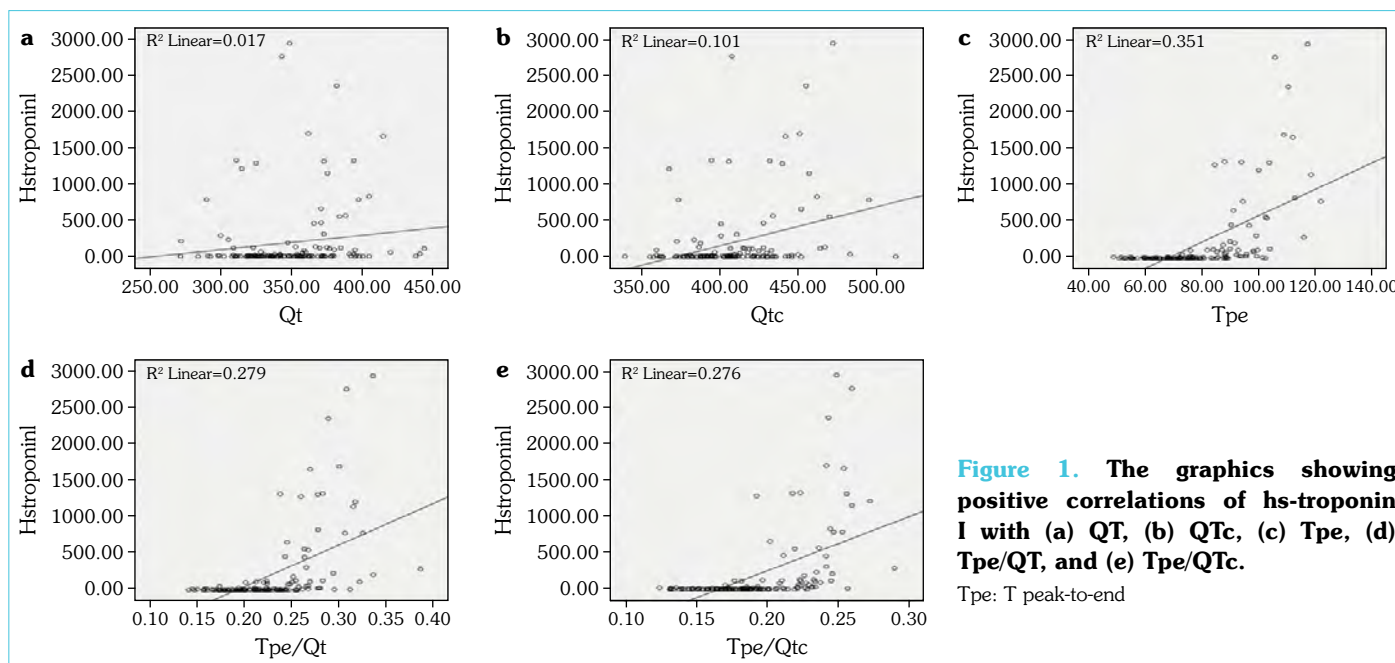 a
R² Linear=0.017
3000.00
2500.00
2000.00
1500.00
1000.00
500.00
0.00
Hstroponinl
250.00 300.00 350.00 400.00 450.00
Qt
b
R² Linear=0.101
3000.00
2500.00
2000.00
1500.00
1000.00
500.00
0.00
Hstroponinl
350.00 400.00 450.00 500.00
Qtc
c
R² Linear=0.351
3000.00
2500.00
2000.00
1500.00
1000.00
500.00
0.00
Hstroponinl
40.00 60.00 80.00 100.00 120.00 140.00
Tpe
d
R² Linear=0.279
3000.00
2500.00
2000.00
1500.00
1000.00
500.00
0.00
Hstroponinl
0.10 0.15 0.20 0.25 0.30 0.35 0.40
Tpe/Qt
e
R² Linear=0.276
3000.00
2500.00
2000.00
1500.00
1000.00
500.00
0.00
Hstroponinl
0.10 0.20 0.20 0.30
Tpe/Qtc
Figure 1. The graphics showing
positive correlations of hs-troponin
I with (a) QT, (b) QTc, (c) Tpe, (d)
Tpe/QT, and (e) Tpe/QTc.
Tpe: T peak-to-end